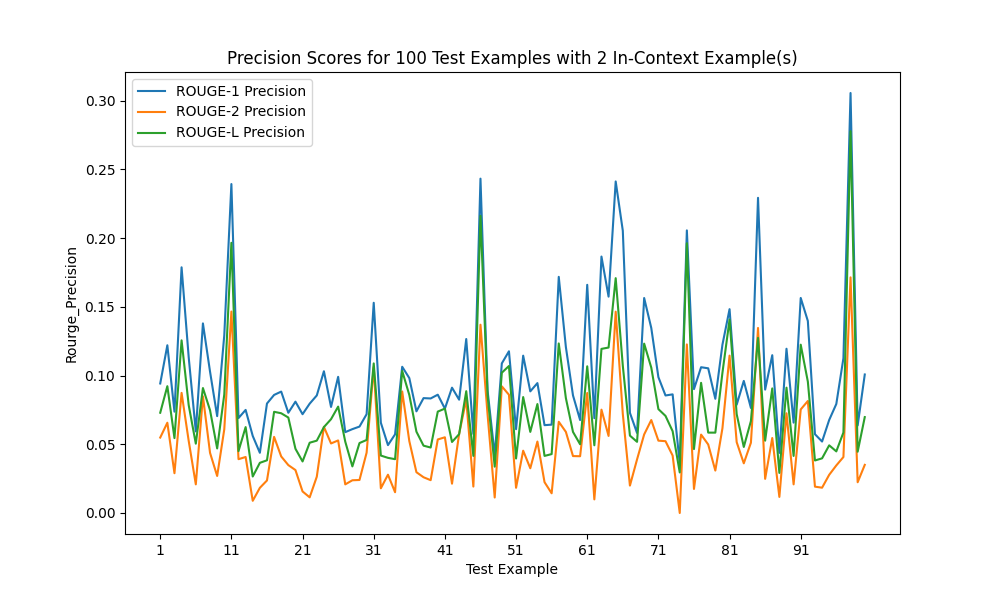 Precision Scores for 100 Test Examples with 2 In-Context Example(s)
ROUGE-1 Precision
ROUGE-2 Precision
ROUGE-L Precision
0.30
0.25
0.20
0.15
0.10
0.05
0.00
Rourge_Precision
1 11 21 31 41 51 61 71 81 91
Test Example